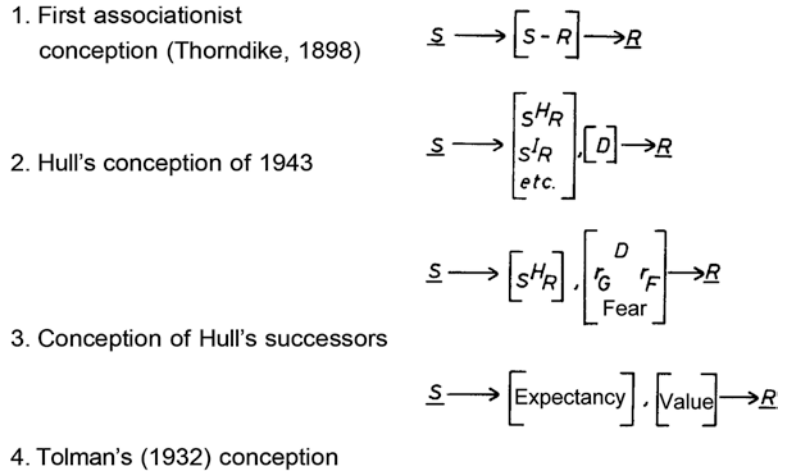 1. First associationist
conception (Thorndike, 1898)
S → [S - R] → R
2. Hull's conception of 1943
S → [SHR SIR etc.], [D] → R
S → [SHR], [D rG rF Fear] → R
3. Conception of Hull's successors
S → [Expectancy], [Value] → R
4. Tolman's (1932) conception